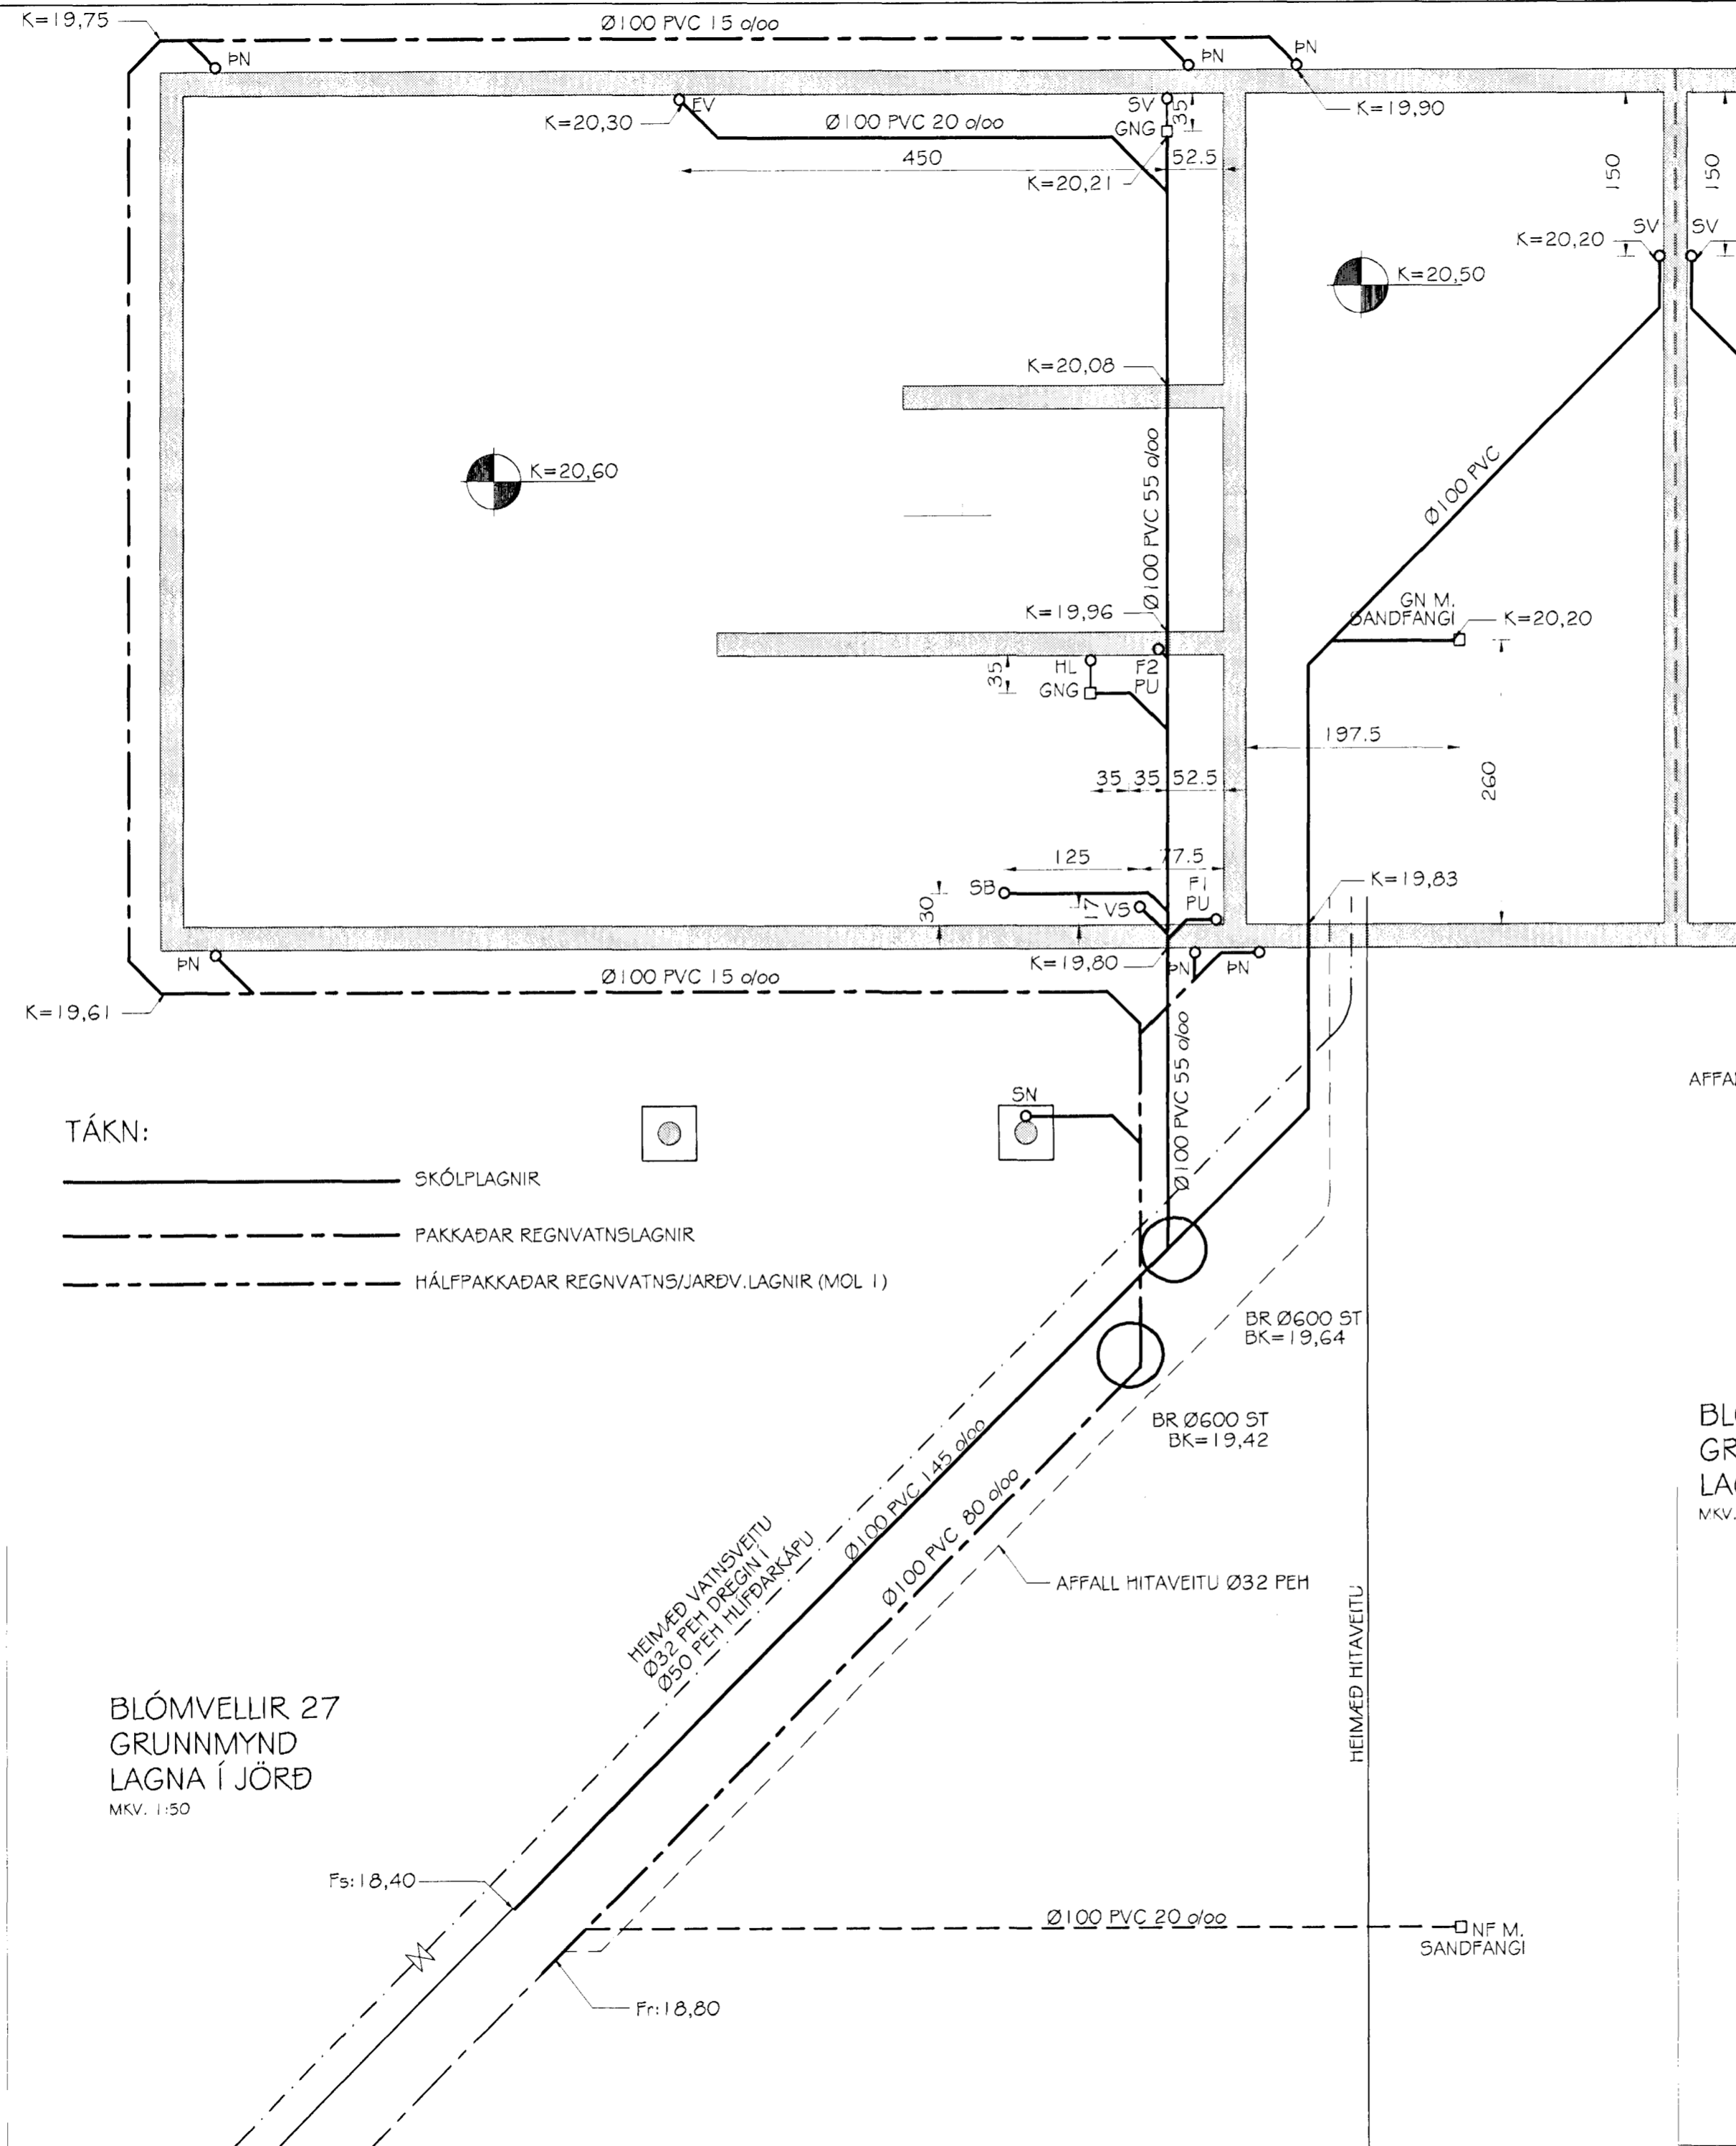 K=19,75
Ø100 PVC 15 o/oo
ÞN
ÞN
ÞN
K=20,30
EV
Ø100 PVC 20 o/oo
SV
35
GNG
K=19,90
450
52.5
K=20,21
150
150
K=20,20
SV
SV
K=20,50
K=20,08
K=20,60
Ø100 PVC 55 o/oo
Ø100 PVC
K=19,96
GN M.
SANDFANGI
K=20,20
HL
F2
PU
35
GNG
197.5
260
35
35
52.5
125
77.5
SB
30
17
VS
F1
PU
K=19,83
ÞN
K=19,80
ÞN
ÞN
Ø100 PVC 15 o/oo
K=19,61
Ø100 PVC 55 o/oo
SN
TÁKN:
SKÓLPLAGNIR
PAKKAÐAR REGNVATNSLAGNIR
HÁLFPAKKAÐAR REGNVATNS/JARÐV.LAGNIR (MÖL 1)
BR Ø600 ST
BK=19,64
BR Ø600 ST
BK=19,42
Ø100 PVC 145 o/oo
Ø100 PVC 80 o/oo
HEIMÆÐ VATNSVEITU
Ø32 PEH DREGIN Í
Ø50 PEH HLÍFÐARKÁPU
AFFALL HITAVEITU Ø32 PEH
HEIMÆÐ HITAVEITU
BLÓMVELLIR 27
GRUNNMYND
LAGNA Í JÖRÐ
MKV. 1:50
Fs:18,40
Ø100 PVC 20 o/oo
NF M.
SANDFANGI
Fr:18,80
MKV.